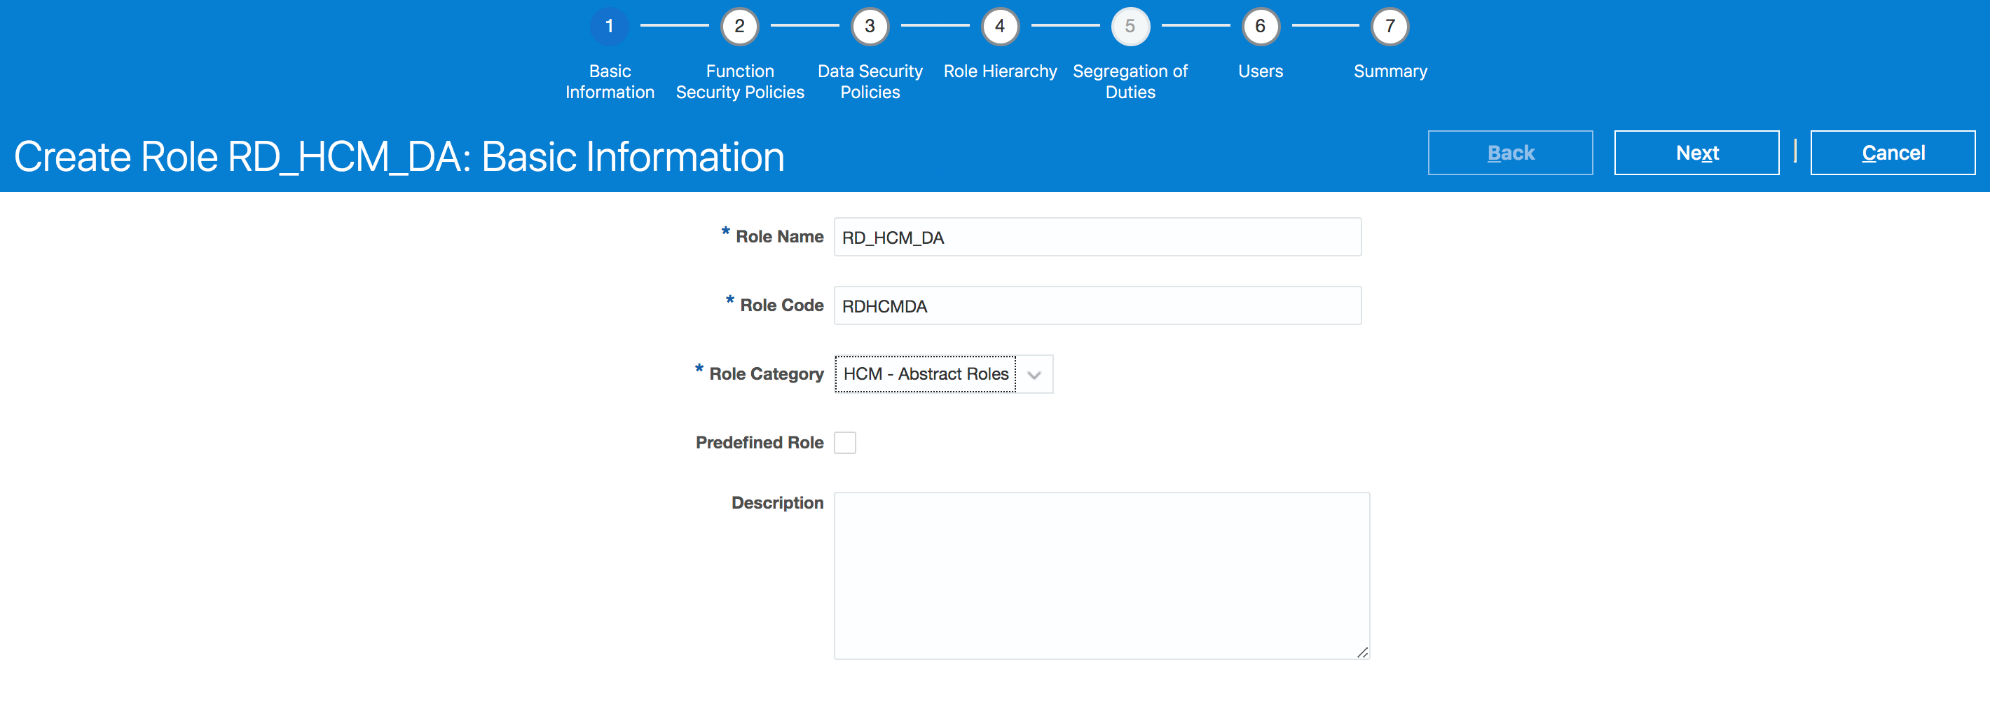 1 2 3 4 5 6 7
Basic Information
Function Security Policies
Data Security Policies
Role Hierarchy
Segregation of Duties
Users
Summary
Create Role RD_HCM_DA: Basic Information
Back Next | Cancel
* Role Name RD_HCM_DA
* Role Code RDHCMDA
* Role Category HCM - Abstract Roles
Predefined Role
Description